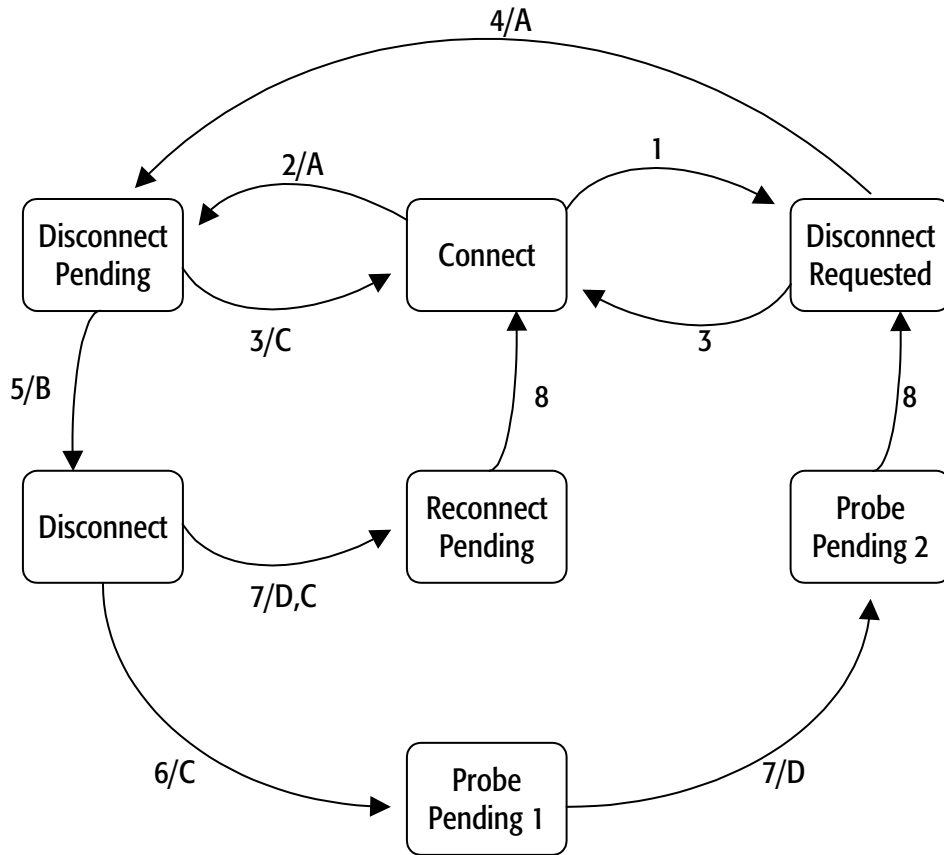 4/A
2/A
1
Disconnect
Pending
Connect
Disconnect
Requested
3/C
3
5/B
8
8
Disconnect
Reconnect
Pending
Probe
Pending 2
7/D,C
6/C
Probe
Pending 1
7/D